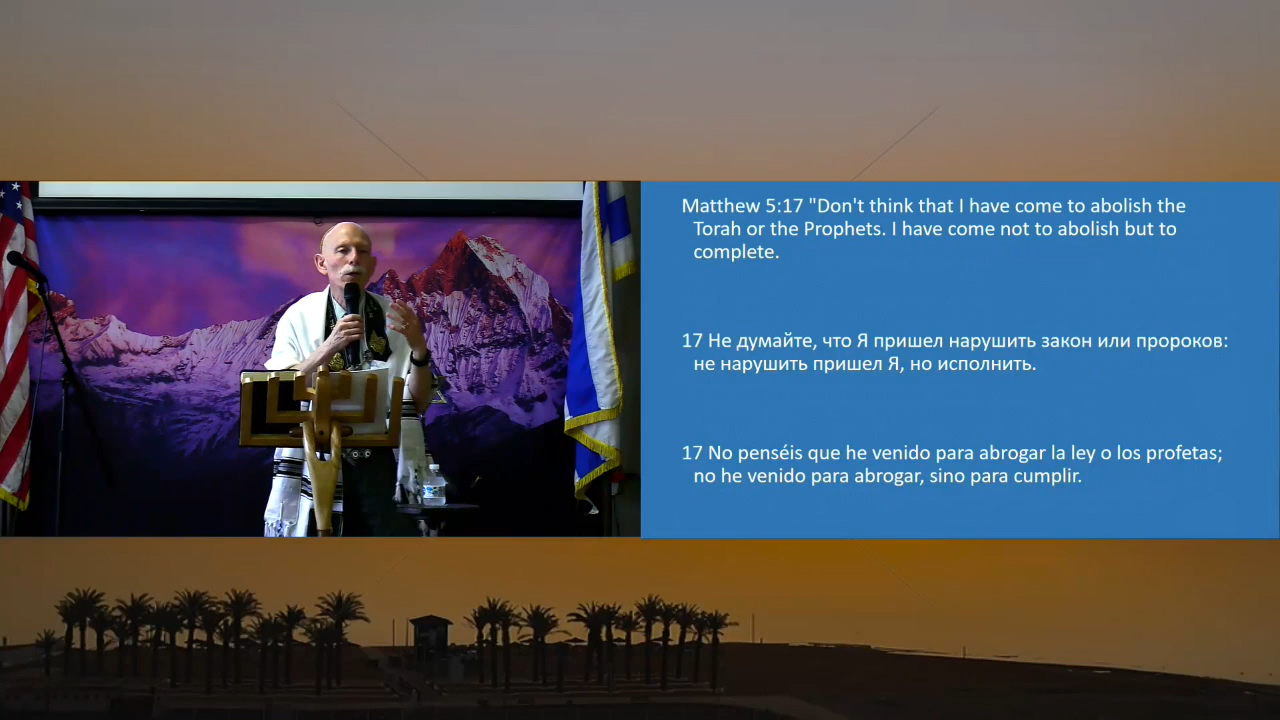 Matthew 5:17 "Don't think that I have come to abolish the
Torah or the Prophets. I have come not to abolish but to
complete.
17 Не думайте, что Я пришел нарушить закон или пророков:
не нарушить пришел Я, но исполнить.
17 No penséis que he venido para abrogar la ley o los profetas;
no he venido para abrogar, sino para cumplir.